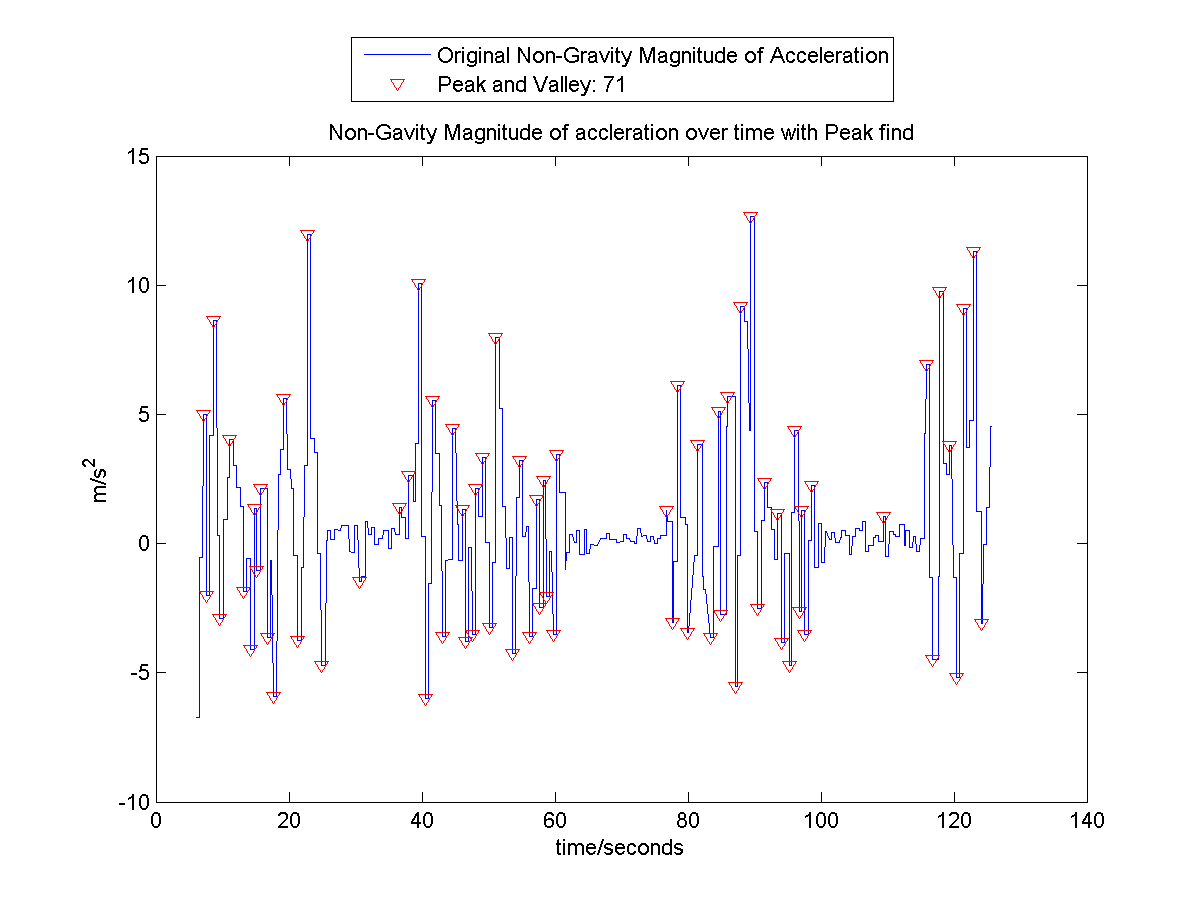 Original Non-Gravity Magnitude of Acceleration
Peak and Valley: 71
Non-Gavity Magnitude of accleration over time with Peak find
15
10
5
0
-5
-10
m/s²
0 20 40 60 80 100 120 140
time/seconds